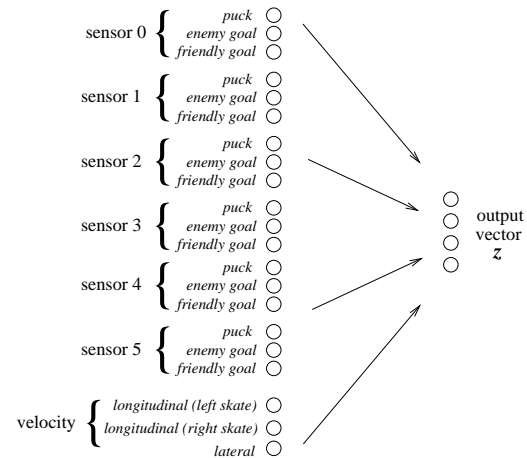 sensor 0 { puck
enemy goal
friendly goal
sensor 1 { puck
enemy goal
friendly goal
sensor 2 { puck
enemy goal
friendly goal
sensor 3 { puck
enemy goal
friendly goal
sensor 4 { puck
enemy goal
friendly goal
sensor 5 { puck
enemy goal
friendly goal
velocity { longitudinal (left skate)
longitudinal (right skate)
lateral
output
vector
z